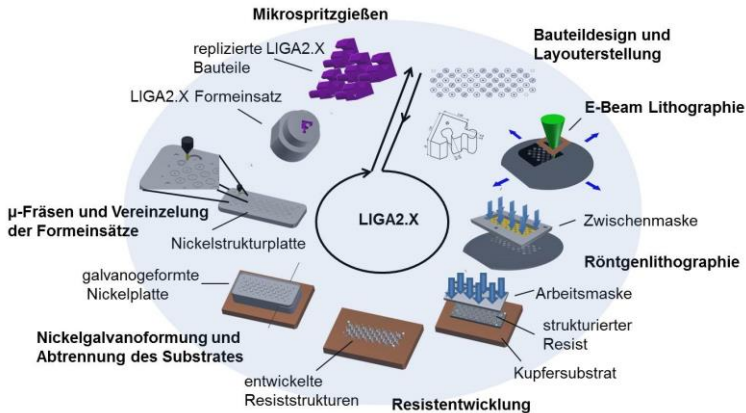 Mikrospritzgießen
replizierte LIGA2.X
Bauteile
LIGA2.X Formeinsatz
Bauteildesign und
Layouterstellung
E-Beam Lithographie
LIGA2.X
µ-Fräsen und Vereinzelung
der Formeinsätze
Nickelstrukturplatte
Zwischenmaske
Röntgenlithographie
galvanogeformte
Nickelplatte
Arbeitsmaske
strukturierter
Resist
Kupfersubstrat
Nickelgalvanoformung und
Abtrennung des Substrates
entwickelte
Resiststrukturen
Resistentwicklung